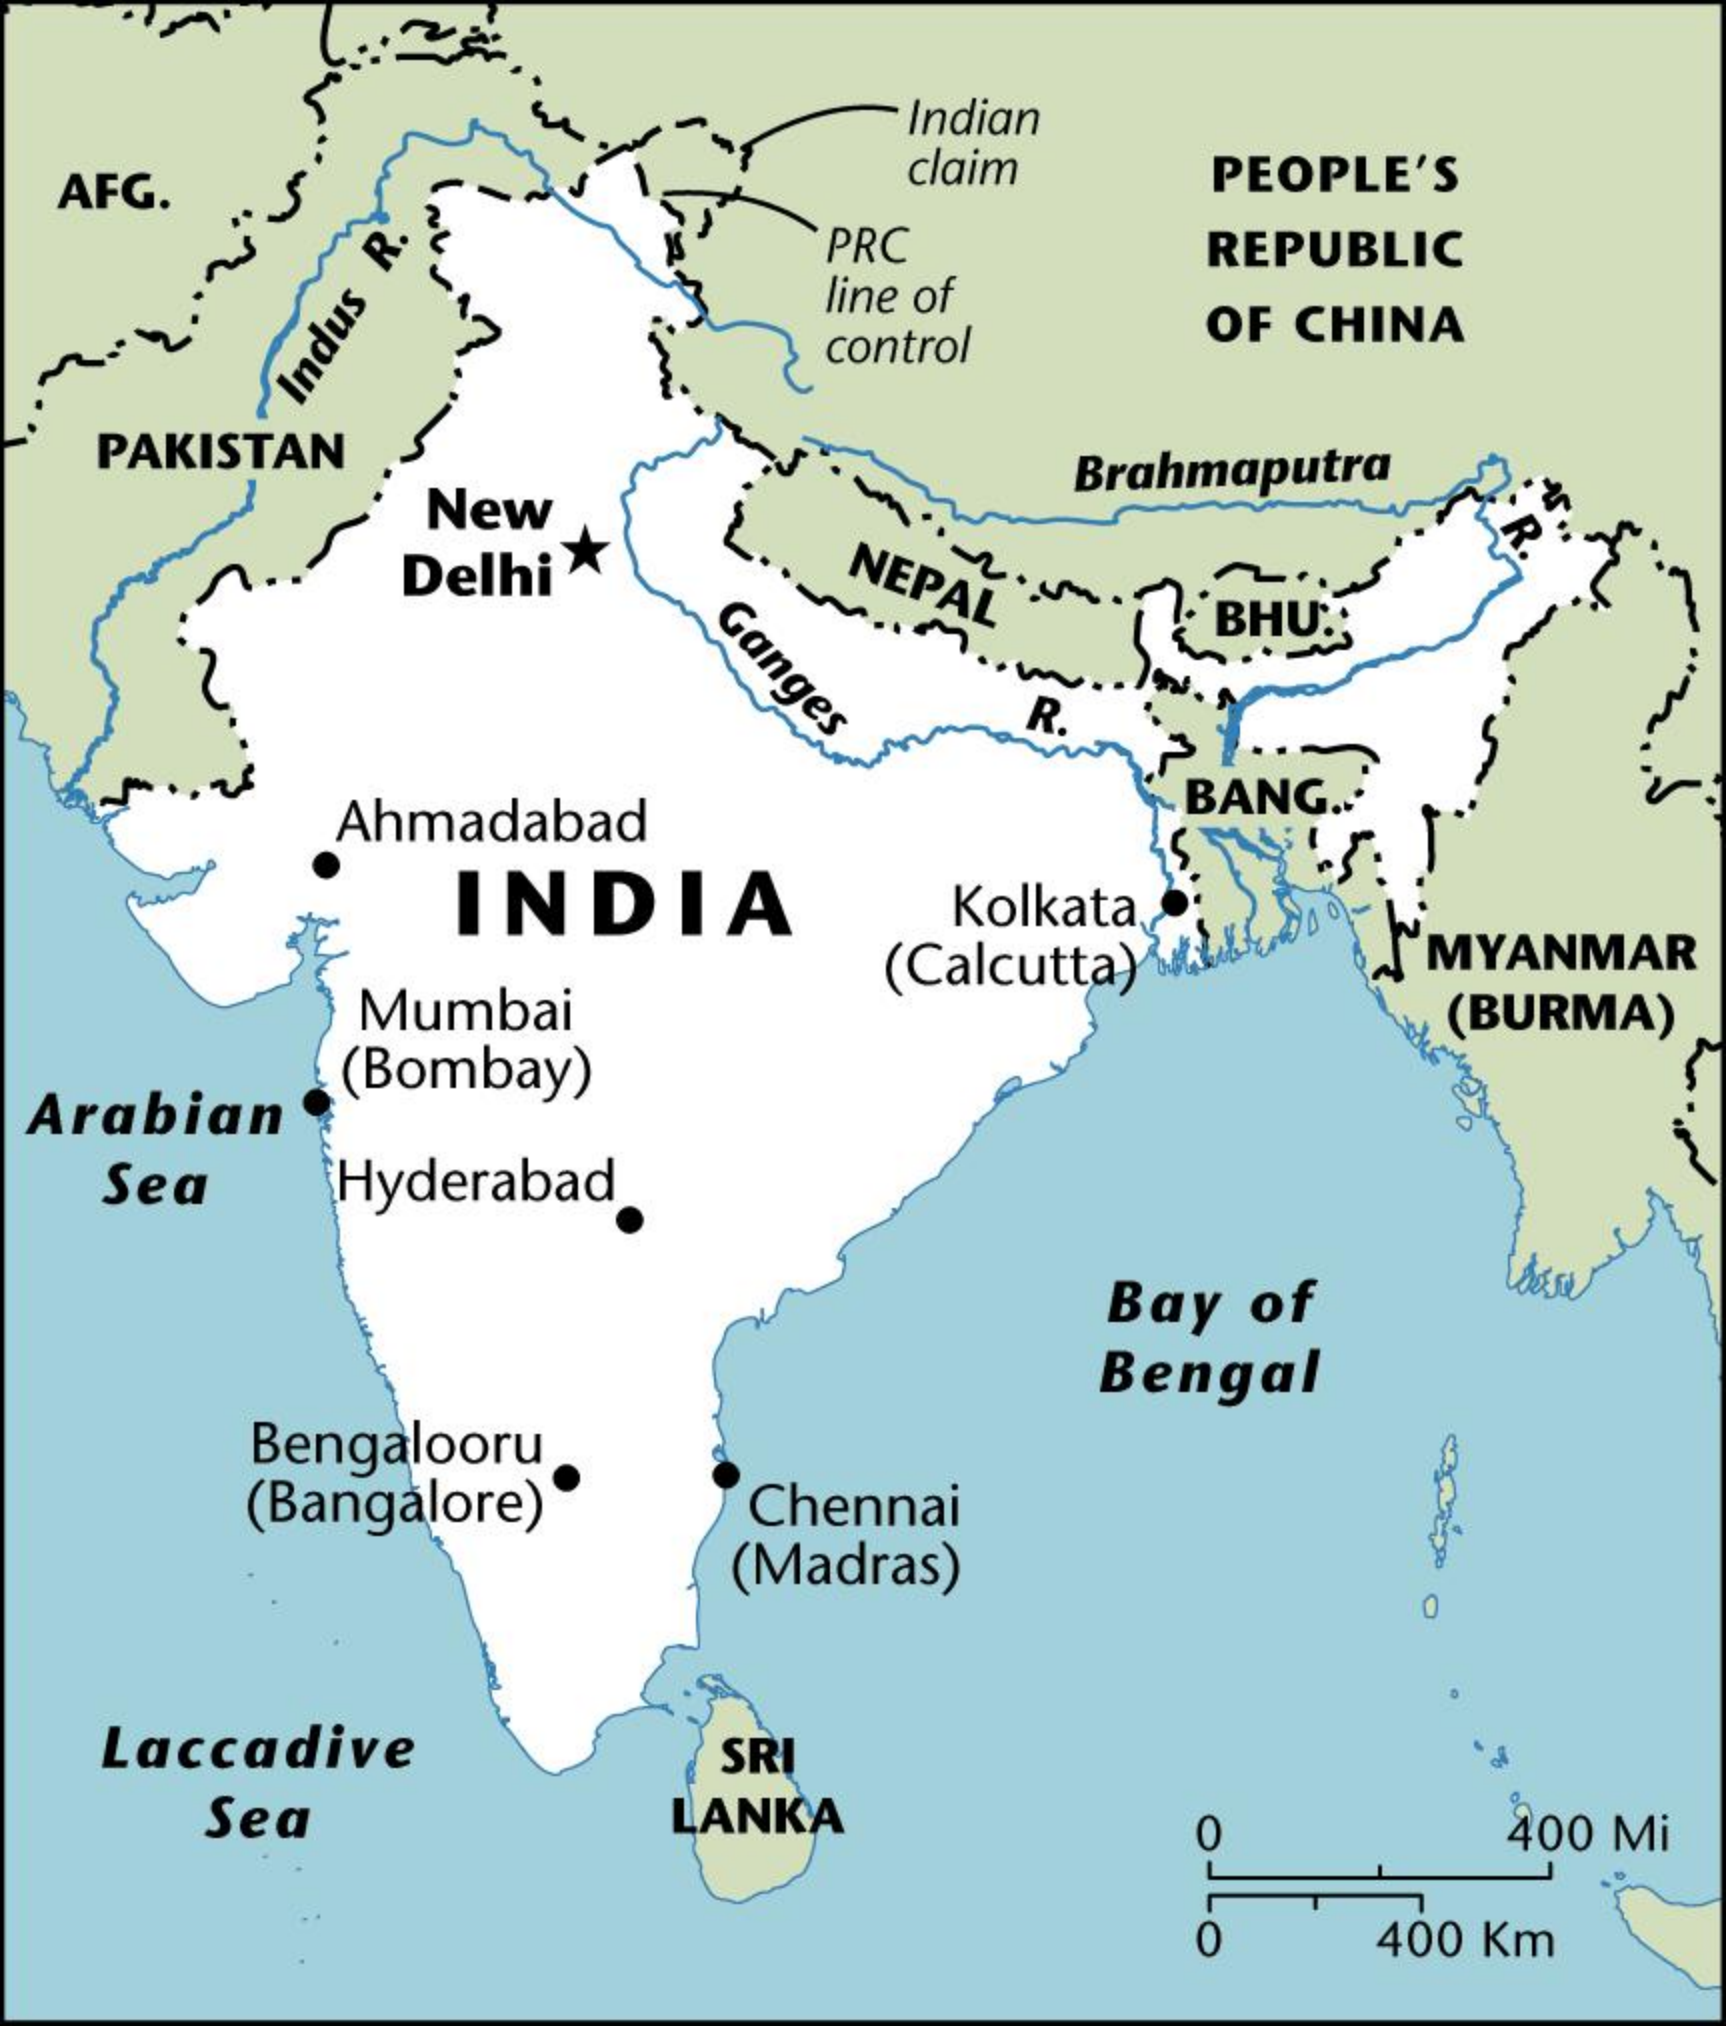 Indian
claim
AFG.
PEOPLE'S
REPUBLIC
OF CHINA
PRC
line of
control
Indus R.
PAKISTAN
Brahmaputra R.
New
Delhi
NEPAL
BHU.
Ganges R.
BANG.
Ahmadabad
INDIA
Kolkata
(Calcutta)
MYANMAR
(BURMA)
Mumbai
(Bombay)
Arabian
Sea
Hyderabad
Bay of
Bengal
Bengalooru
(Bangalore)
Chennai
(Madras)
Laccadive
Sea
SRI
LANKA
0 400 Mi
0 400 Km